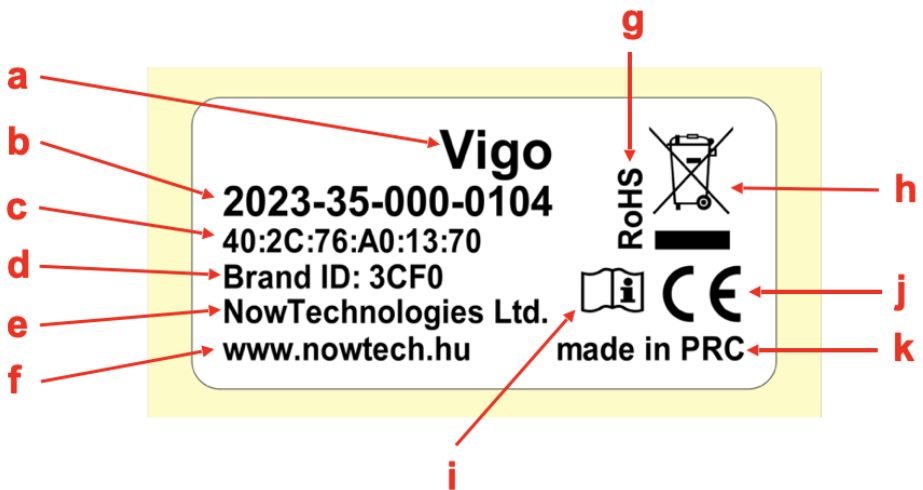 a
b
c
d
e
f
g
h
i
j
k
Vigo
2023-35-000-0104
40:2C:76:A0:13:70
Brand ID: 3CF0
NowTechnologies Ltd.
www.nowtech.hu
RoHS
CE
made in PRC